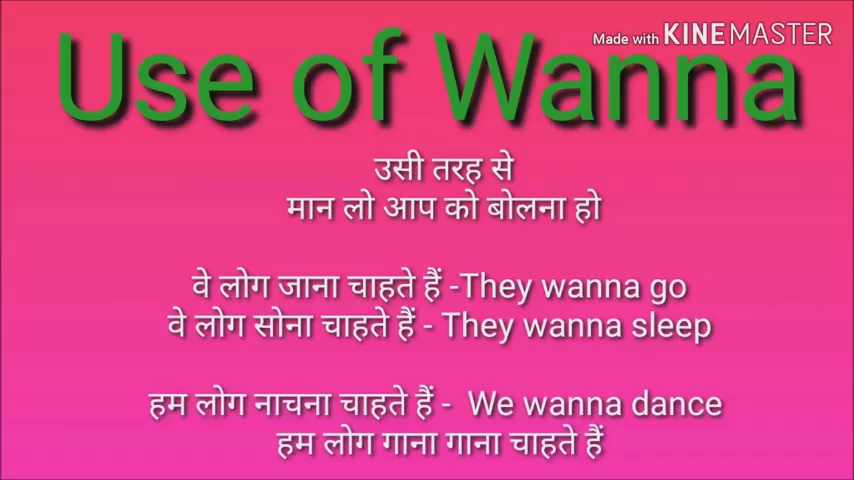 Made with KINEMASTER
Use of Wanna
उसी तरह से
मान लो आप को बोलना हो
वे लोग जाना चाहते हैं -They wanna go
वे लोग सोना चाहते हैं - They wanna sleep
हम लोग नाचना चाहते हैं - We wanna dance
हम लोग गाना गाना चाहते हैं